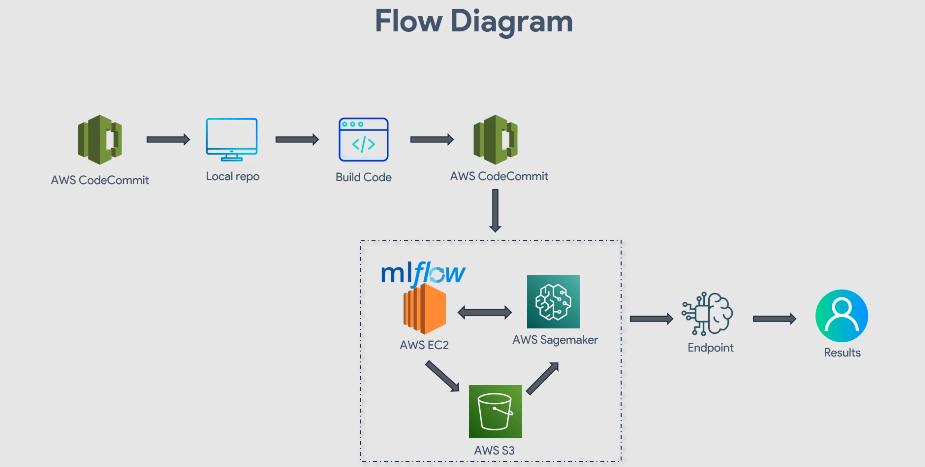 Flow Diagram
AWS CodeCommit
Local repo
Build Code
</>
AWS CodeCommit
mlflow
AWS EC2
AWS Sagemaker
AWS S3
Endpoint
Results